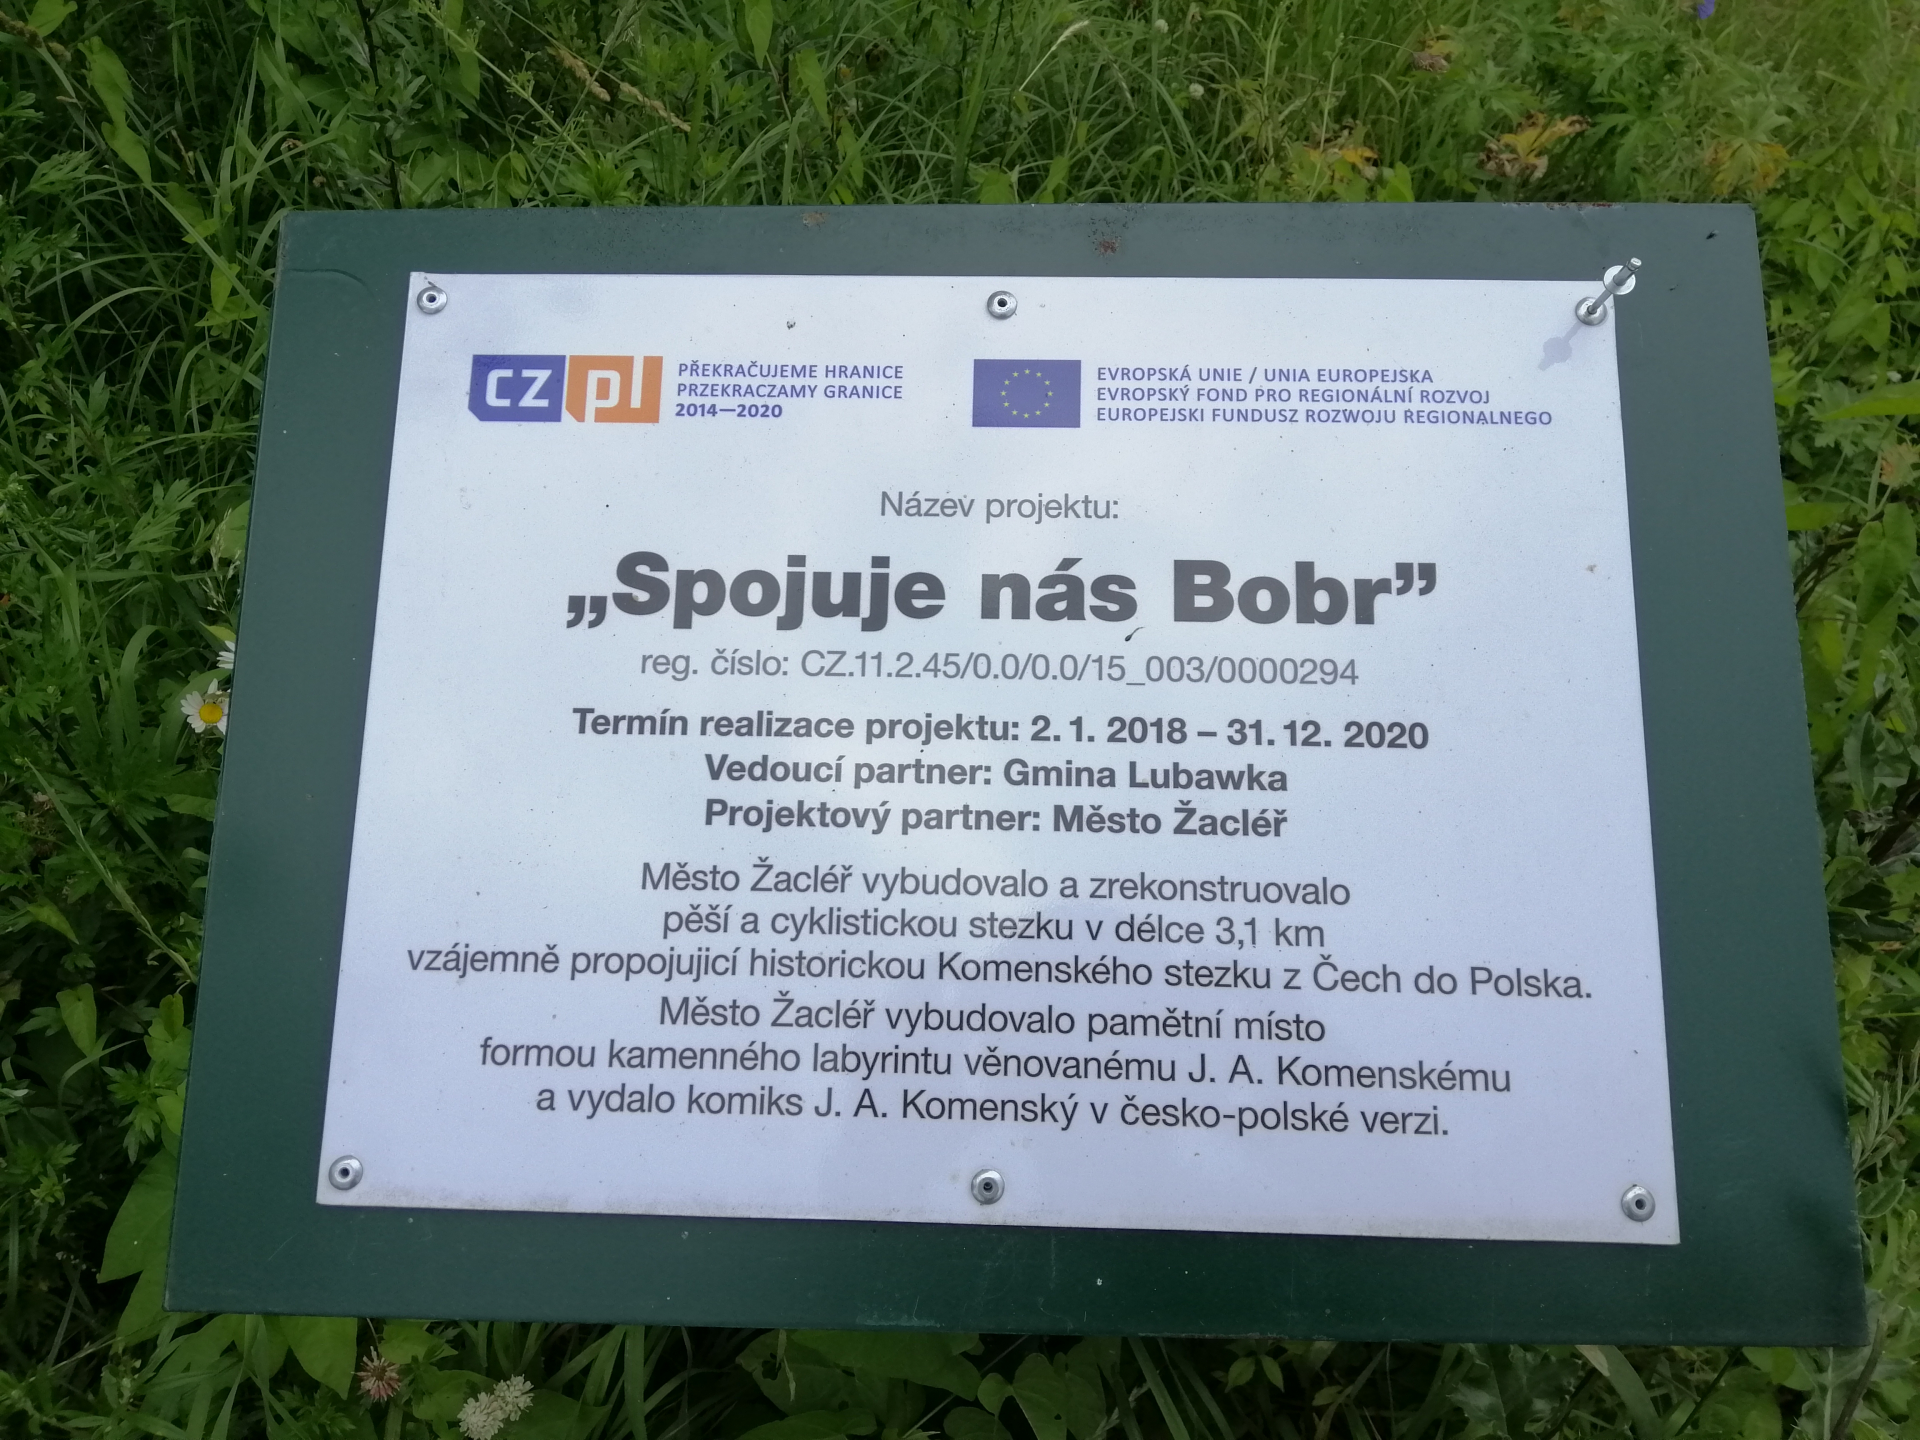 cz pl
PŘEKRAČUJEME HRANICE
PRZEKRACZAMY GRANICE
2014—2020
EVROPSKÁ UNIE / UNIA EUROPEJSKA
EVROPSKÝ FOND PRO REGIONÁLNÍ ROZVOJ
EUROPEJSKI FUNDUSZ ROZWOJU REGIONALNEGO
Název projektu:
„Spojuje nás Bobr”
reg. číslo: CZ.11.2.45/0.0/0.0/15_003/0000294
Termín realizace projektu: 2. 1. 2018 – 31. 12. 2020
Vedoucí partner: Gmina Lubawka
Projektový partner: Město Žacléř
Město Žacléř vybudovalo a zrekonstruovalo
pěší a cyklistickou stezku v délce 3,1 km
vzájemně propojujicí historickou Komenského stezku z Čech do Polska.
Město Žacléř vybudovalo pamětní místo
formou kamenného labyrintu věnovanému J. A. Komenskému
a vydalo komiks J. A. Komenský v česko-polské verzi.